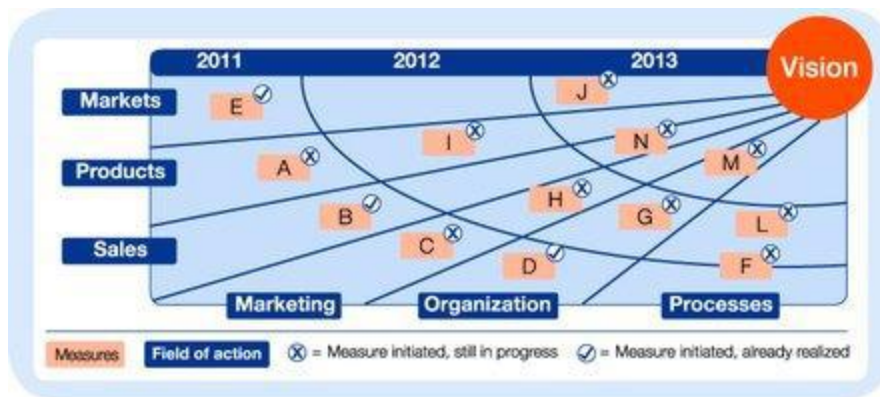 2011 2012 2013
Vision
Markets
E
J
I
N
Products
A
M
B
H
G
L
Sales
C
D
F
Marketing Organization Processes
Measures Field of action = Measure initiated, still in progress = Measure initiated, already realized